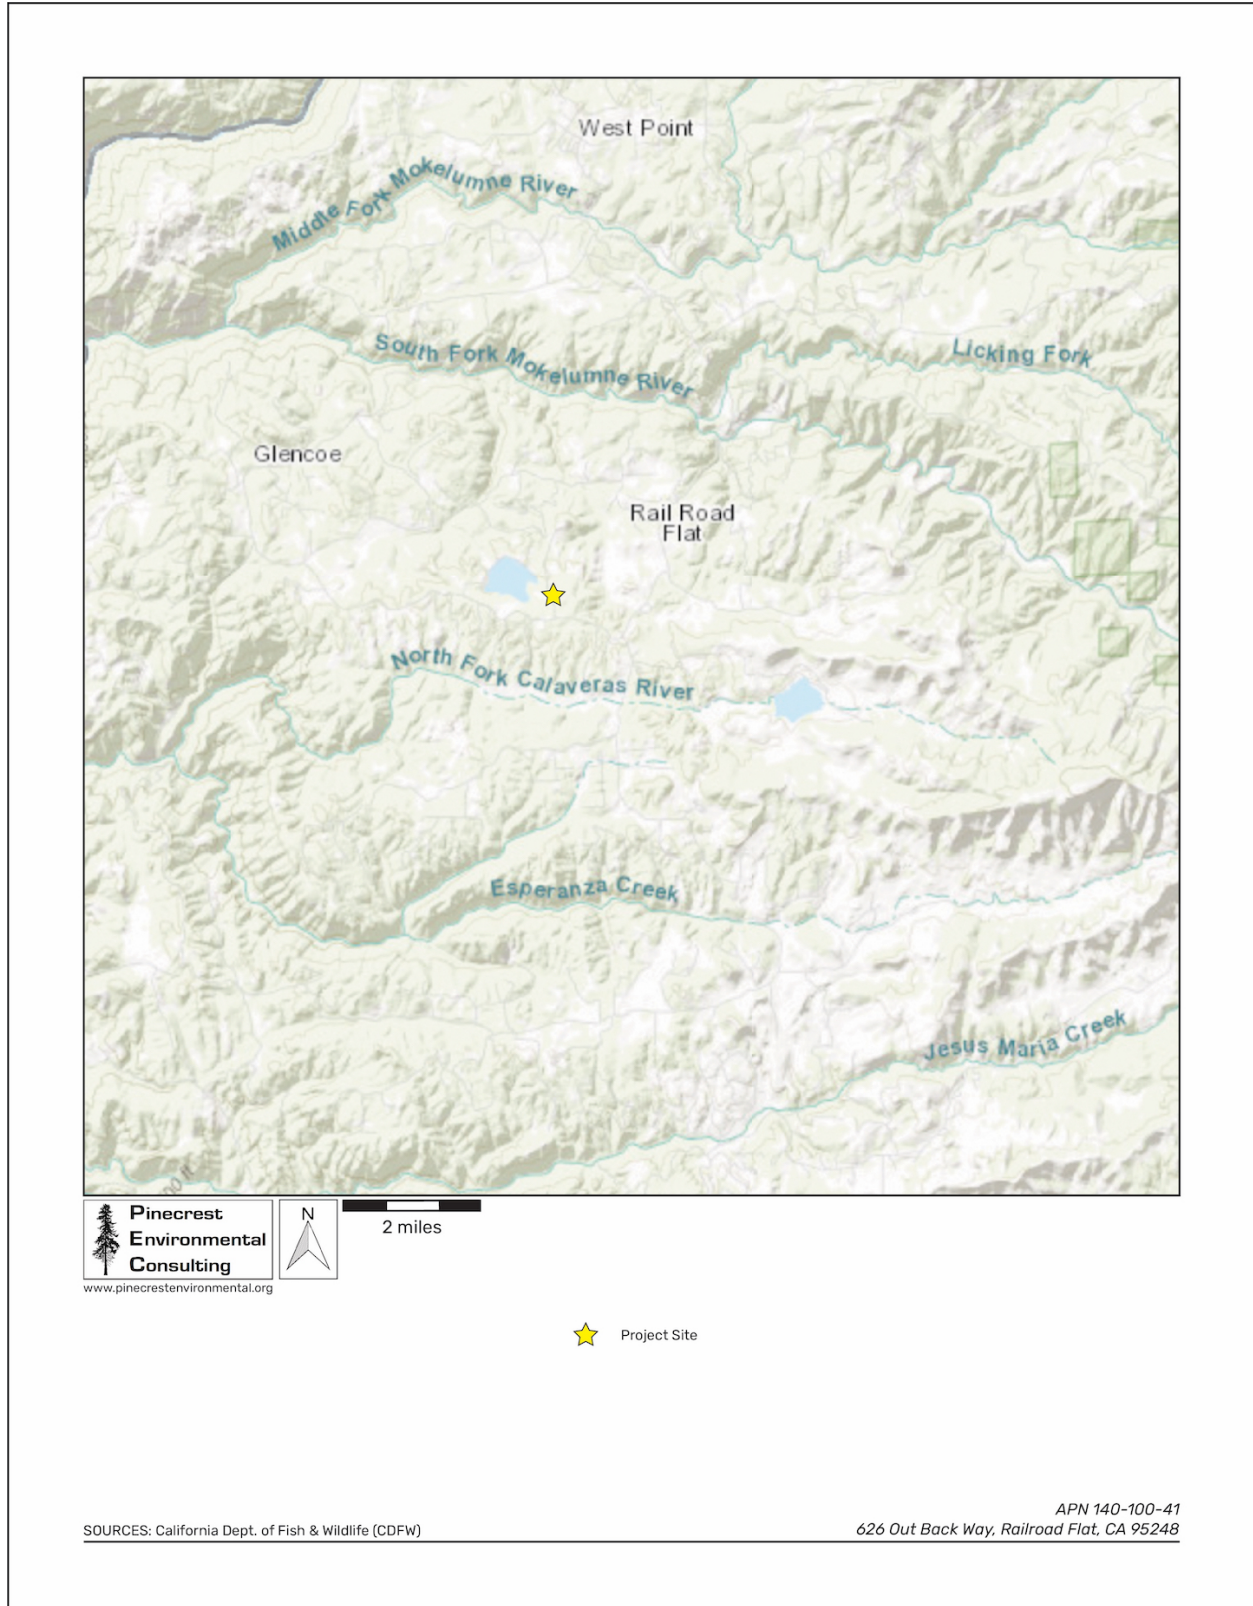 West Point
Middle Fork Mokelumne River
South Fork Mokelumne River
Licking Fork
Glencoe
Rail Road
Flat
North Fork Calaveras River
Esperanza Creek
Jesus Maria Creek
Pinecrest
Environmental
Consulting
www.pinecrestenvironmental.org
N
2 miles
Project Site
APN 140-100-41
SOURCES: California Dept. of Fish & Wildlife (CDFW)
626 Out Back Way, Railroad Flat, CA 95248